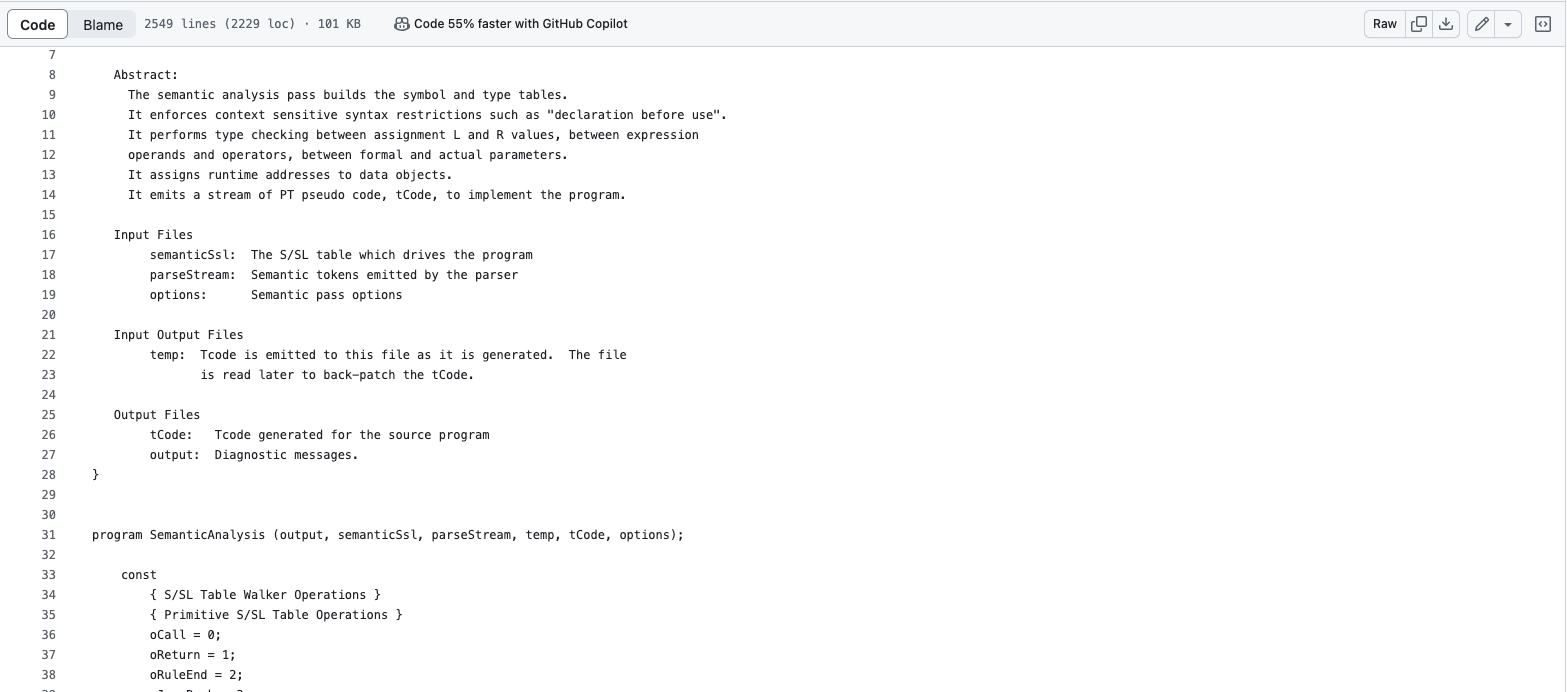 Code Blame 2549 lines (2229 loc) · 101 KB Code 55% faster with GitHub Copilot Raw
7
8 Abstract:
9 The semantic analysis pass builds the symbol and type tables.
10 It enforces context sensitive syntax restrictions such as "declaration before use".
11 It performs type checking between assignment L and R values, between expression
12 operands and operators, between formal and actual parameters.
13 It assigns runtime addresses to data objects.
14 It emits a stream of PT pseudo code, tCode, to implement the program.
15
16 Input Files
17 semanticSsl: The S/SL table which drives the program
18 parseStream: Semantic tokens emitted by the parser
19 options: Semantic pass options
20
21 Input Output Files
22 temp: Tcode is emitted to this file as it is generated. The file
23 is read later to back-patch the tCode.
24
25 Output Files
26 tCode: Tcode generated for the source program
27 output: Diagnostic messages.
28 }
29
30
31 program SemanticAnalysis (output, semanticSsl, parseStream, temp, tCode, options);
32
33 const
34 { S/SL Table Walker Operations }
35 { Primitive S/SL Table Operations }
36 oCall = 0;
37 oReturn = 1;
38 oRuleEnd = 2;